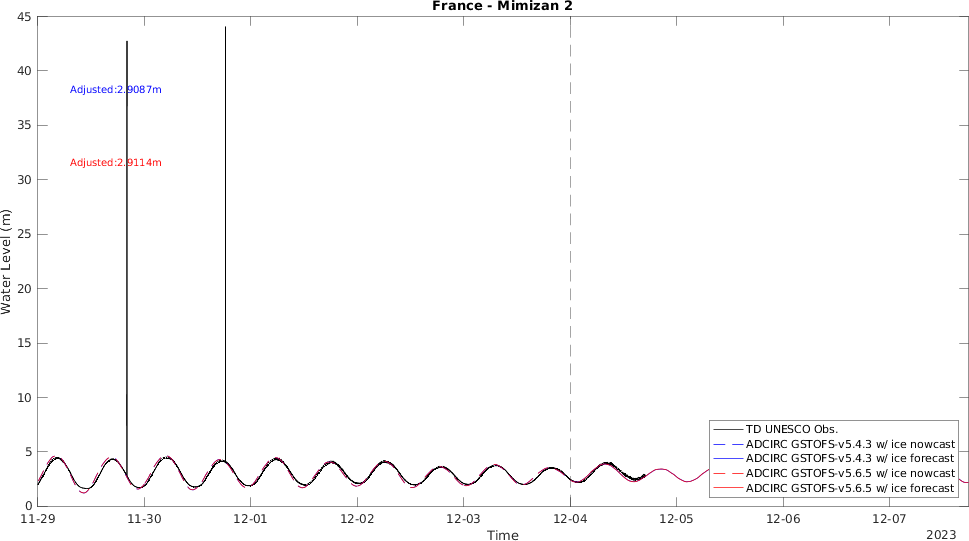 France - Mimizan 2
45
40
35
30
25
20
15
10
5
0
Water Level (m)
Adjusted:2.9087m
Adjusted:2.9114m
TD UNESCO Obs.
ADCIRC GSTOFS-v5.4.3 w/ ice nowcast
ADCIRC GSTOFS-v5.4.3 w/ ice forecast
ADCIRC GSTOFS-v5.6.5 w/ ice nowcast
ADCIRC GSTOFS-v5.6.5 w/ ice forecast
11-29 11-30 12-01 12-02 12-03 12-04 12-05 12-06 12-07
Time
2023